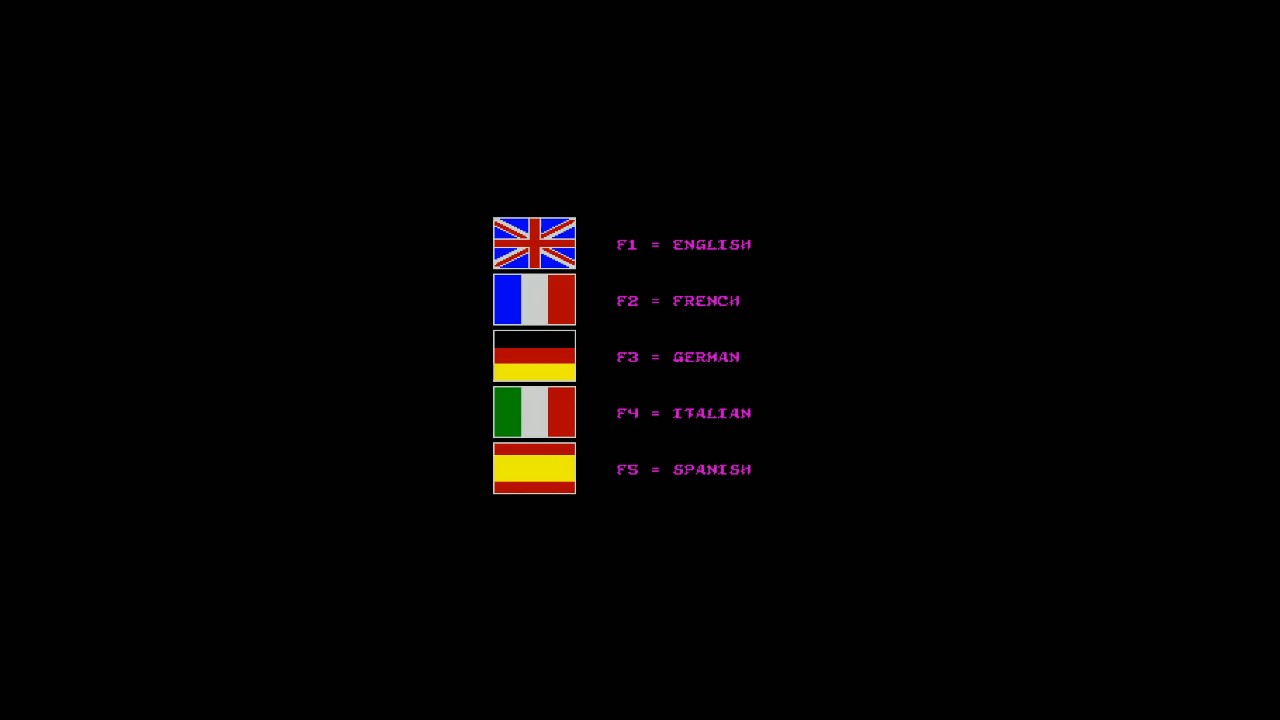 F1 = ENGLISH
F2 = FRENCH
F3 = GERMAN
F4 = ITALIAN
F5 = SPANISH